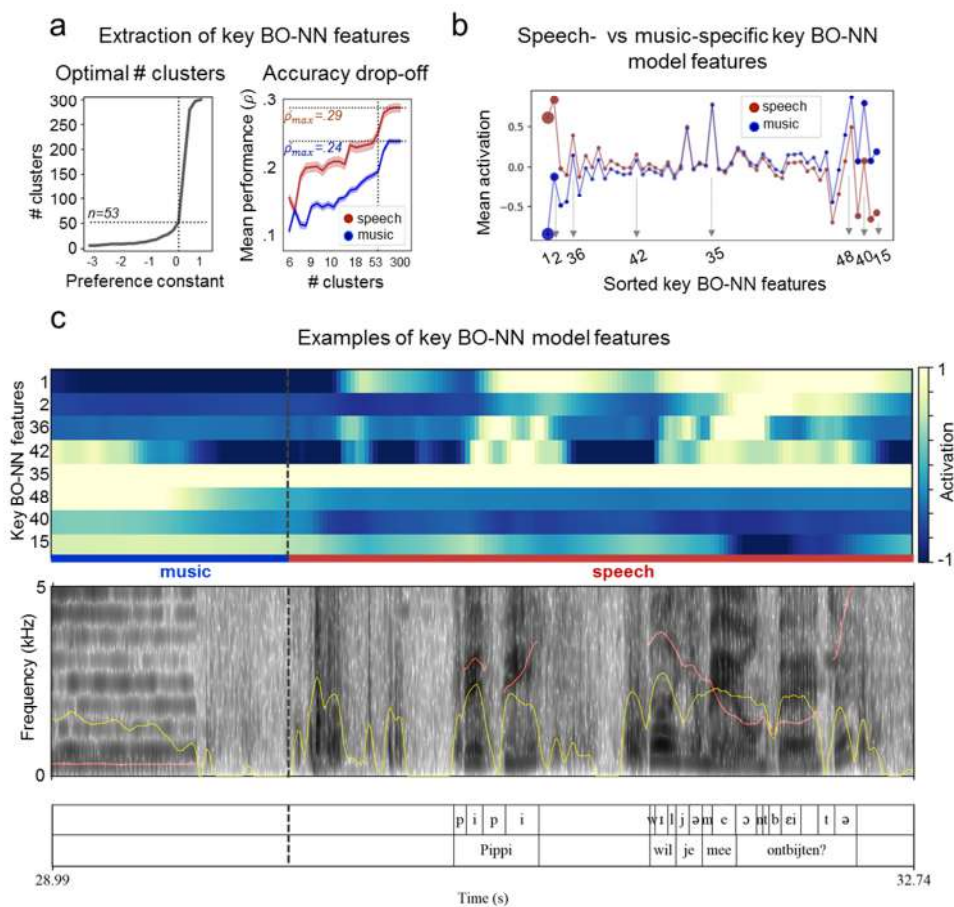 a Extraction of key BO-NN features
Optimal # clusters
Accuracy drop-off
# clusters
300
250
200
150
100
50
0
n=53
-3 -2 -1 0 1
Preference constant
Mean performance (ρ)
.3
.2
.1
ρmax=.29
ρmax=.24
speech
music
6 9 10 18 53 300
# clusters
b Speech- vs music-specific key BO-NN
model features
Mean activation
0.5
0.0
-0.5
speech
music
1 2 36 42 35 48 40 15
Sorted key BO-NN features
c
Examples of key BO-NN model features
Key BO-NN features
1
2
36
42
35
48
40
15
1
-1
Activation
music speech
Frequency (kHz)
5
0
p i p i w ɪ l j ə m e ɔ n t b ɛi t ə
Pippi wil je mee ontbijten?
28.99 32.74
Time (s)